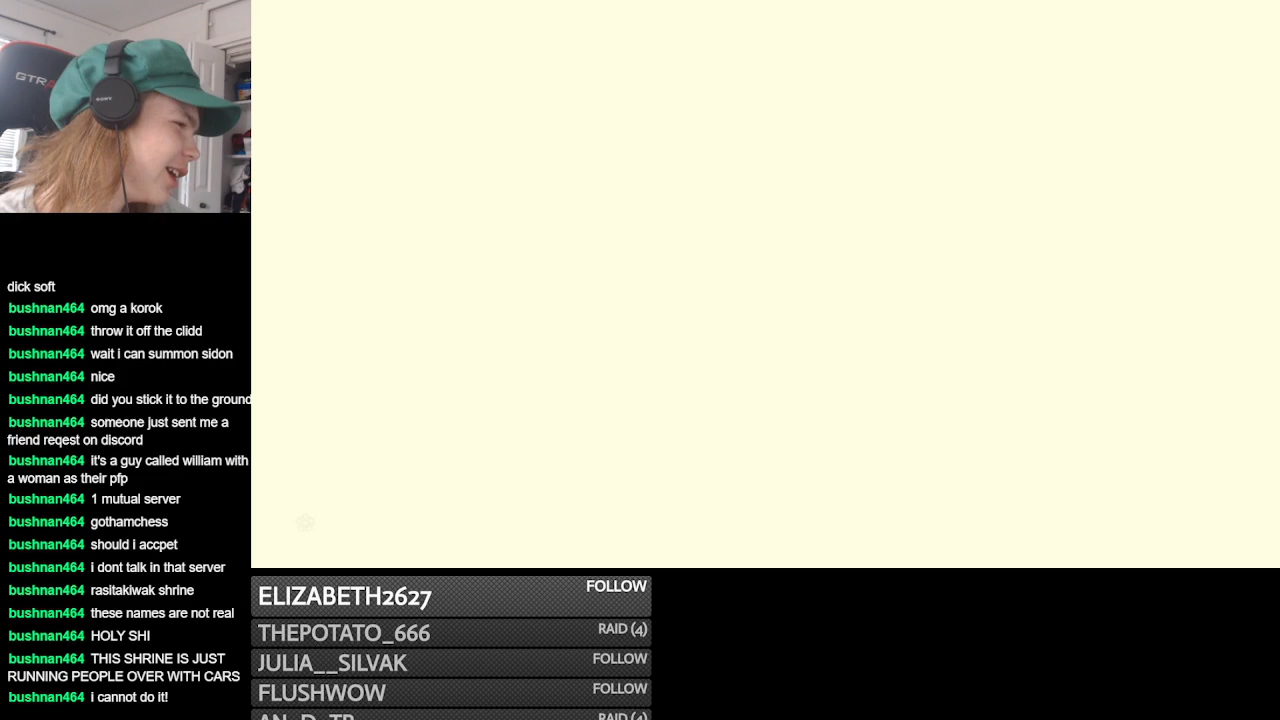 GTR
SONY
dick soft
bushnan464 omg a korok
bushnan464 throw it off the clidd
bushnan464 wait i can summon sidon
bushnan464 nice
bushnan464 did you stick it to the ground
bushnan464 someone just sent me a
friend reqest on discord
bushnan464 it's a guy called william with
a woman as their pfp
bushnan464 1 mutual server
bushnan464 gothamchess
bushnan464 should i accpet
bushnan464 i dont talk in that server
bushnan464 rasitakiwak shrine
bushnan464 these names are not real
bushnan464 HOLY SHI
bushnan464 THIS SHRINE IS JUST
RUNNING PEOPLE OVER WITH CARS
bushnan464 i cannot do it!
ELIZABETH2627 FOLLOW
THEPOTATO_666 RAID (4)
JULIA__SILVAK FOLLOW
FLUSHWOW FOLLOW
RAID (4)